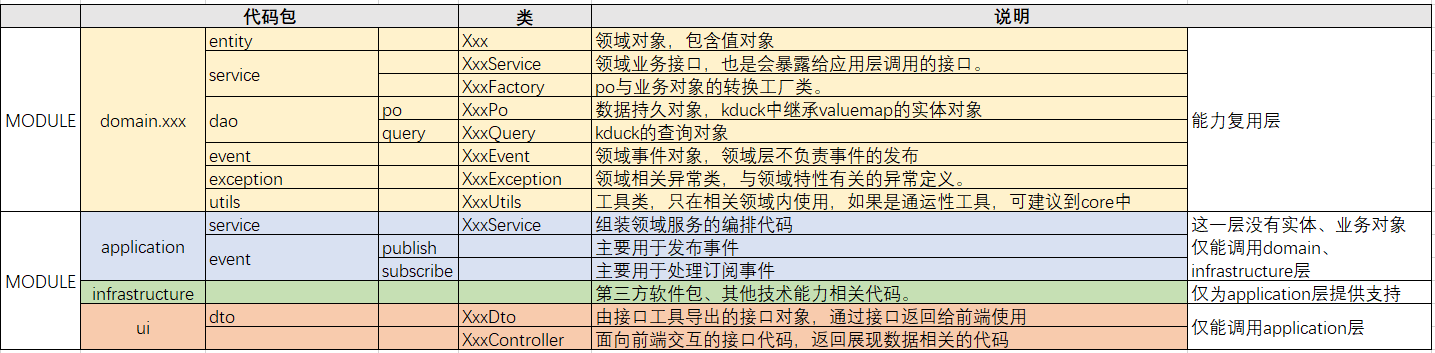 代码包 类 说明
MODULE domain.xxx entity Xxx 领域对象，包含值对象 能力复用层
service XxxService 领域业务接口，也是会暴露给应用层调用的接口。
XxxFactory po与业务对象的转换工厂类。
dao po XxxPo 数据持久对象，kduck中继承valuemap的实体对象
query XxxQuery kduck的查询对象
event XxxEvent 领域事件对象，领域层不负责事件的发布
exception XxxException 领域相关异常类，与领域特性有关的异常定义。
utils XxxUtils 工具类，只在相关领域内使用，如果是通运性工具，可建议到core中
MODULE application service XxxService 组装领域服务的编排代码 这一层没有实体、业务对象
event publish 主要用于发布事件 仅能调用domain、
subscribe 主要用于处理订阅事件 infrastructure层
infrastructure 第三方软件包、其他技术能力相关代码。 仅为application层提供支持
ui dto XxxDto 由接口工具导出的接口对象，通过接口返回给前端使用 仅能调用application层
XxxController 面向前端交互的接口代码，返回展现数据相关的代码